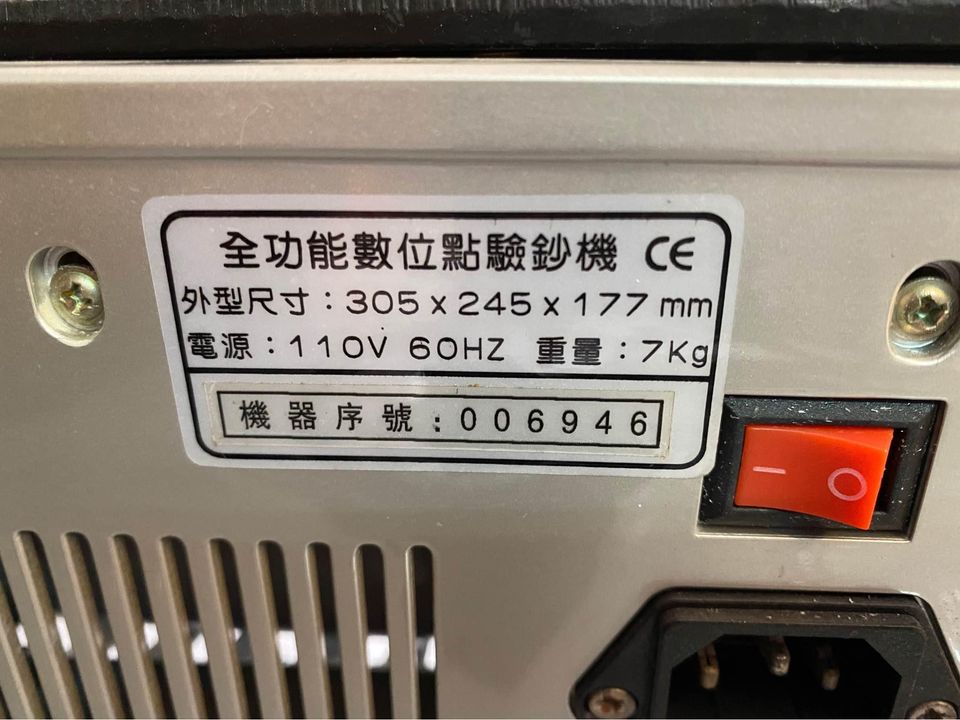 全功能數位點驗鈔機 CE
外型尺寸：305 x 245 x 177 mm
電源：110V 60HZ 重量：7Kg
機器序號：006946